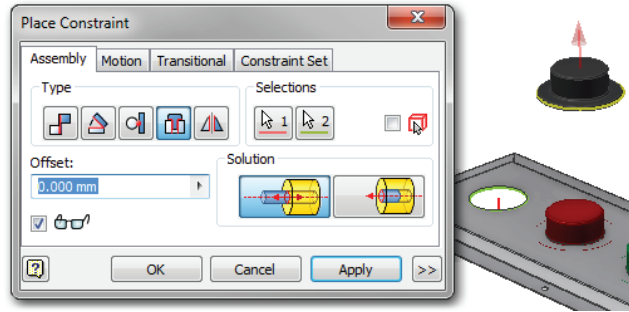 Place Constraint
Assembly Motion Transitional Constraint Set
Type
Selections
1 2
Offset:
Solution
0.000 mm
? OK Cancel Apply >>